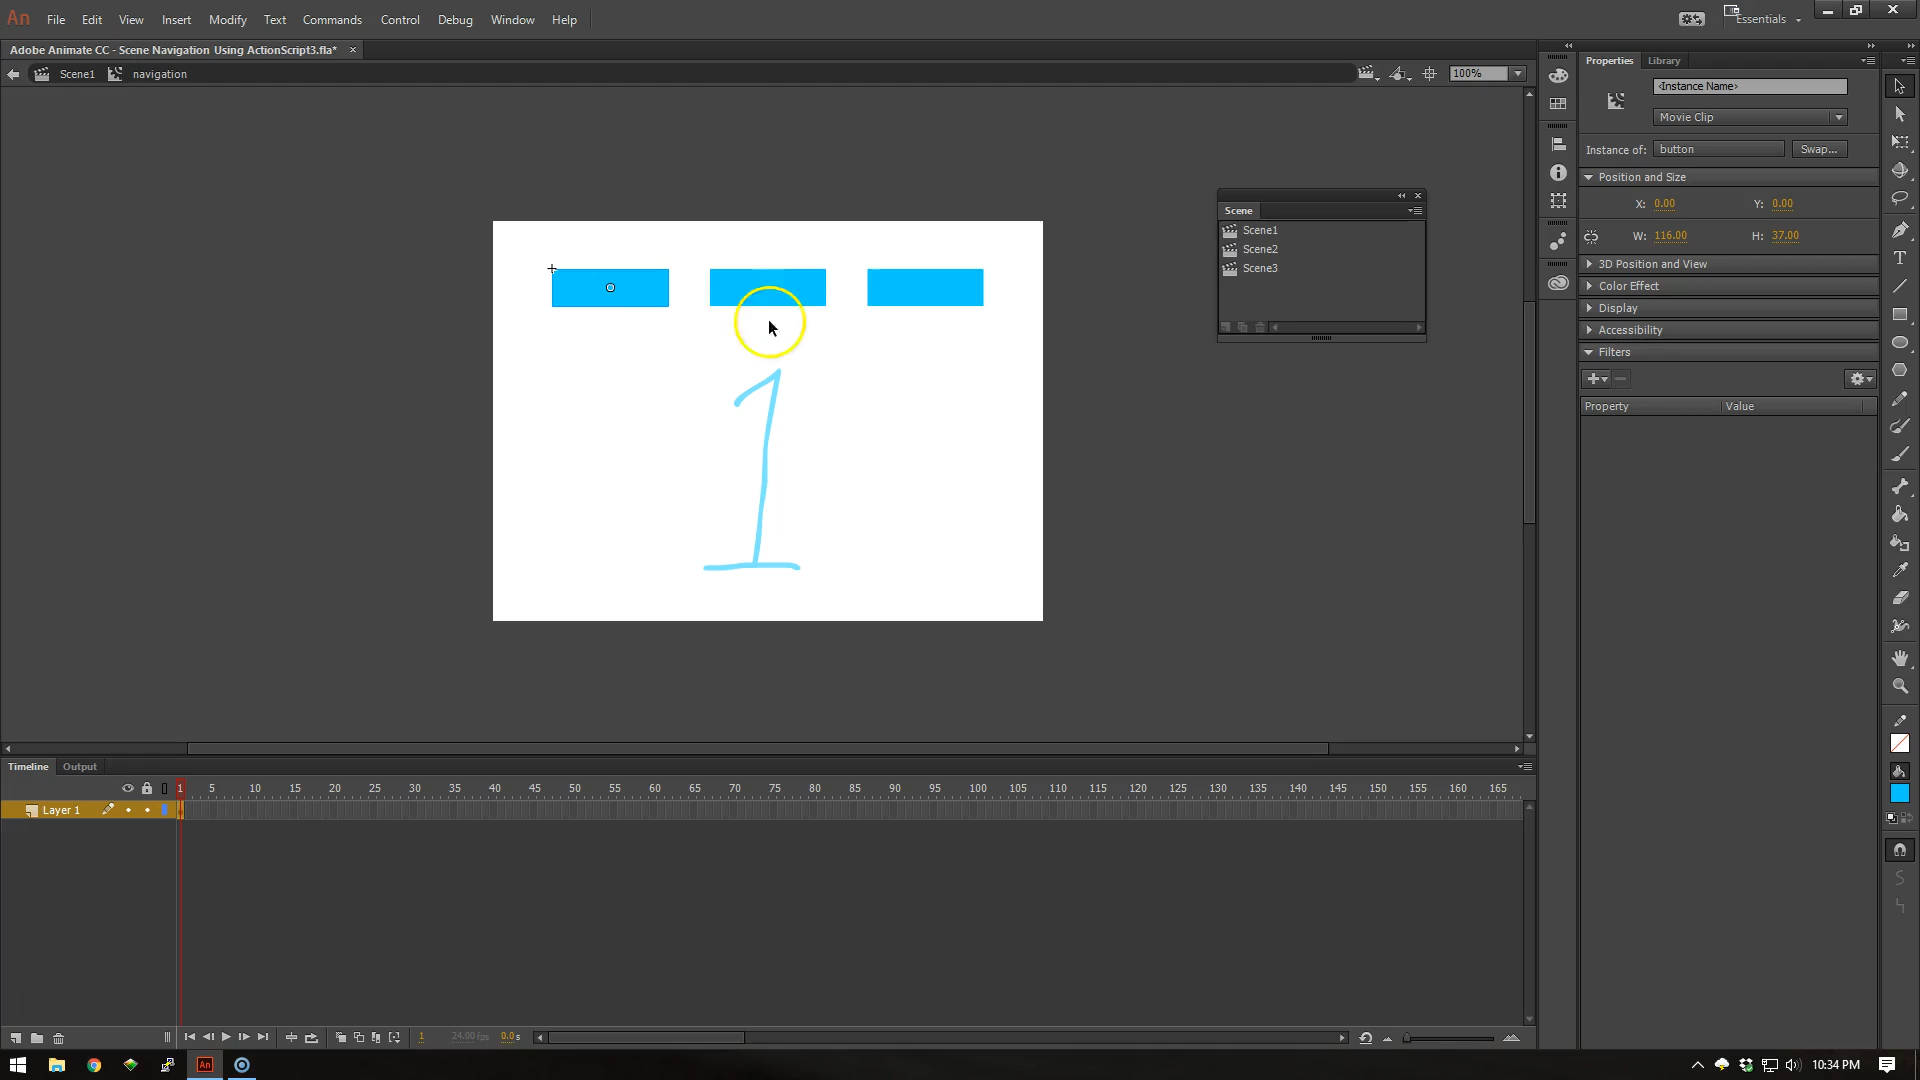 An File Edit View Insert Modify Text Commands Control Debug Window Help Essentials
Adobe Animate CC - Scene Navigation Using ActionScript3.fla*
Scene1 navigation 100%
Properties Library
<Instance Name>
Movie Clip
Instance of: button Swap...
Position and Size
X: 0.00 Y: 0.00
W: 116.00 H: 37.00
3D Position and View
Color Effect
Display
Accessibility
Filters
Property Value
Scene
Scene1
Scene2
Scene3
1
Timeline Output
1 5 10 15 20 25 30 35 40 45 50 55 60 65 70 75 80 85 90 95 100 105 110 115 120 125 130 135 140 145 150 155 160 165
Layer 1
1 24.00 fps 0.0 s
An 10:34 PM